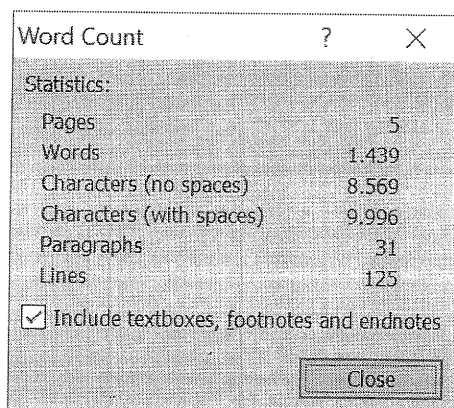 Word Count ? ×
Statistics:
Pages 5
Words 1.439
Characters (no spaces) 8.569
Characters (with spaces) 9.996
Paragraphs 31
Lines 125
Include textboxes, footnotes and endnotes
Close